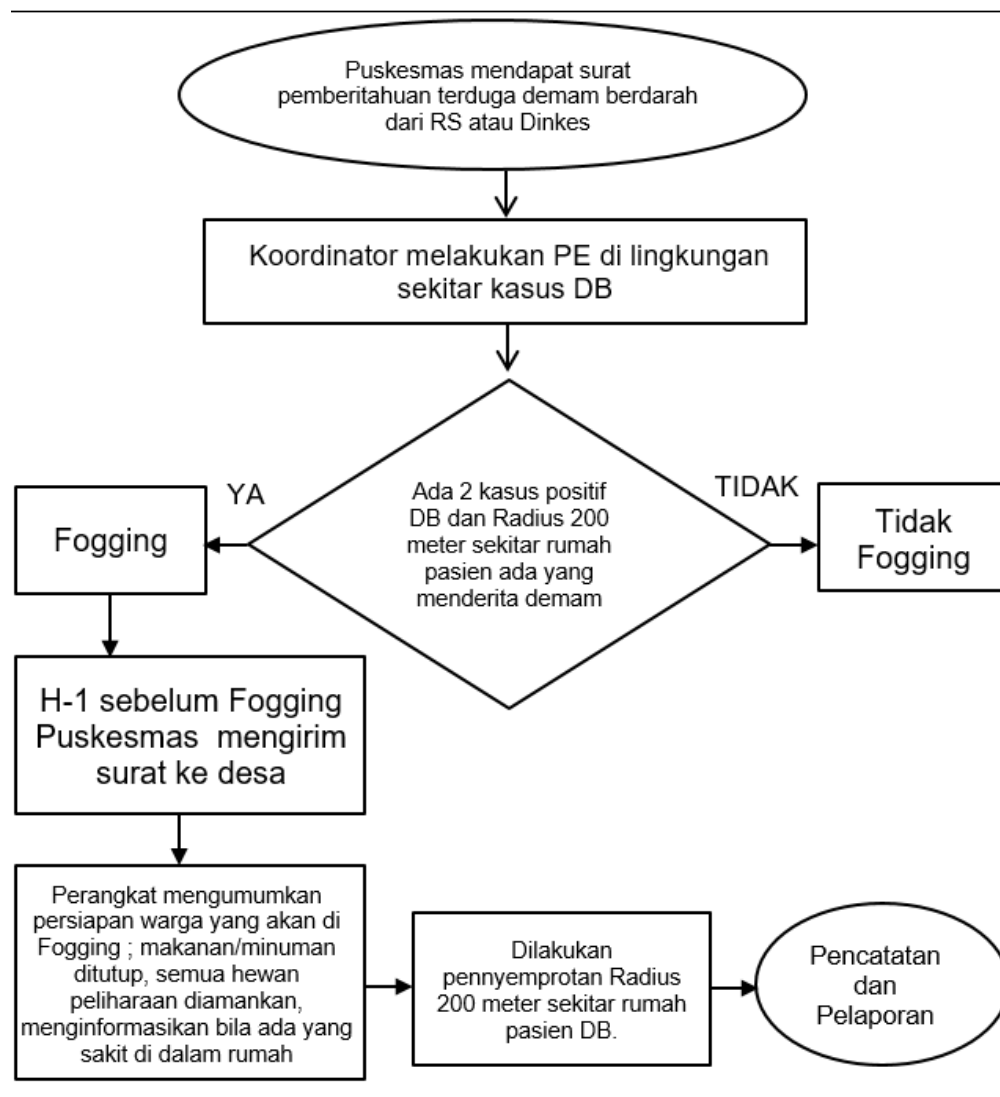 Puskesmas mendapat surat
pemberitahuan terduga demam berdarah
dari RS atau Dinkes
Koordinator melakukan PE di lingkungan
sekitar kasus DB
Ada 2 kasus positif
DB dan Radius 200
meter sekitar rumah
pasien ada yang
menderita demam
YA
TIDAK
Fogging
Tidak
Fogging
H-1 sebelum Fogging
Puskesmas mengirim
surat ke desa
Perangkat mengumumkan
persiapan warga yang akan di
Fogging ; makanan/minuman
ditutup, semua hewan
peliharaan diamankan,
menginformasikan bila ada yang
sakit di dalam rumah
Dilakukan
pennyemprotan Radius
200 meter sekitar rumah
pasien DB.
Pencatatan
dan
Pelaporan